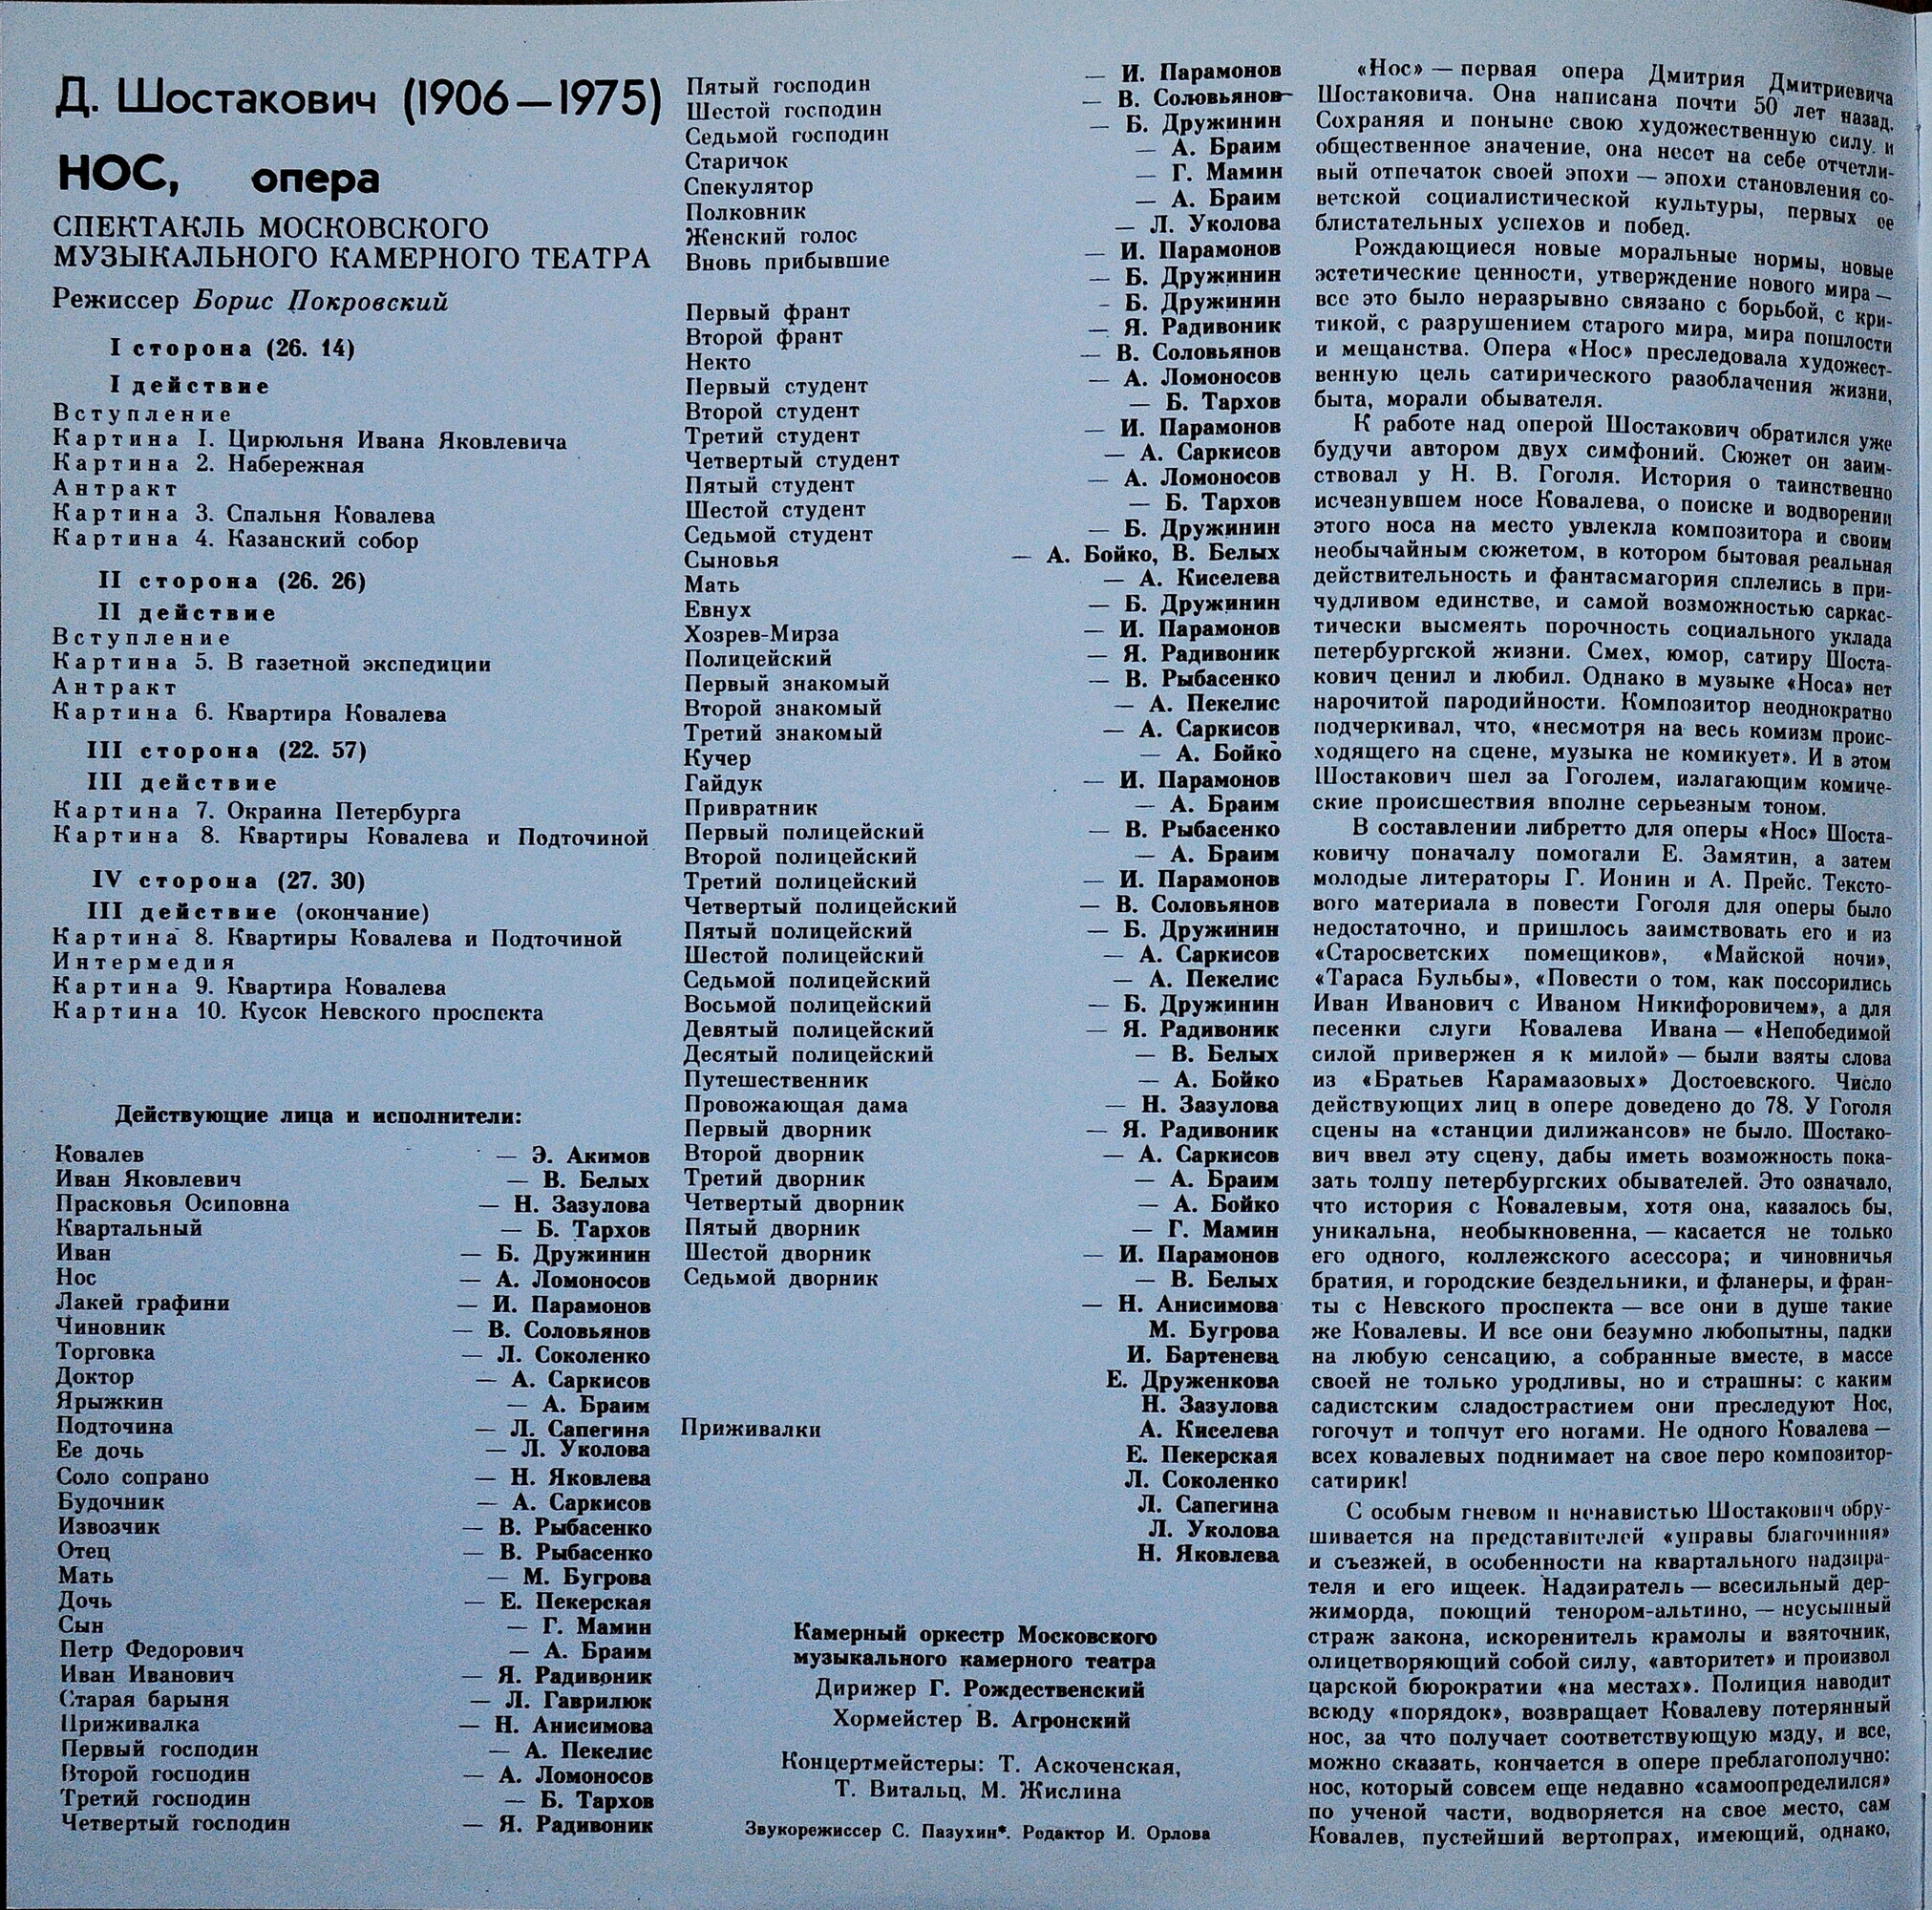 Д. Шостакович (1906—1975)
НОС, опера
СПЕКТАКЛЬ МОСКОВСКОГО
МУЗЫКАЛЬНОГО КАМЕРНОГО ТЕАТРА
Режиссер Борис Покровский
I сторона (26. 14)
I действие
Вступление
Картина 1. Цирюльня Ивана Яковлевича
Картина 2. Набережная
Антракт
Картина 3. Спальня Ковалева
Картина 4. Казанский собор
II сторона (26. 26)
II действие
Вступление
Картина 5. В газетной экспедиции
Антракт
Картина 6. Квартира Ковалева
III сторона (22. 57)
III действие
Картина 7. Окраина Петербурга
Картина 8. Квартиры Ковалева и Подточиной
IV сторона (27. 30)
III действие (окончание)
Картина 8. Квартиры Ковалева и Подточиной
Интермедия
Картина 9. Квартира Ковалева
Картина 10. Кусок Невского проспекта
Действующие лица и исполнители:
Ковалев — Э. Акимов
Иван Яковлевич — В. Белых
Прасковья Осиповна — Н. Зазулова
Квартальный — Б. Тархов
Иван — Б. Дружинин
Нос — А. Ломоносов
Лакей графини — И. Парамонов
Чиновник — В. Соловьянов
Торговка — Л. Соколенко
Доктор — А. Саркисов
Ярыжкин — А. Браим
Подточина — Л. Сапегина
Ее дочь — Л. Уколова
Соло сопрано — Н. Яковлева
Будочник — А. Саркисов
Извозчик — В. Рыбасенко
Отец — В. Рыбасенко
Мать — М. Бугрова
Дочь — Е. Пекерская
Сын — Г. Мамин
Петр Федорович — А. Браим
Иван Иванович — Я. Радивоник
Старая барыня — Л. Гаврилюк
Приживалка — Н. Анисимова
Первый господин — А. Пекелис
Второй господин — А. Ломоносов
Третий господин — Б. Тархов
Четвертый господин — Я. Радивоник
Пятый господин — И. Парамонов
Шестой господин — В. Соловьянов
Седьмой господин — Б. Дружинин
Старичок — А. Браим
Спекулятор — Г. Мамин
Полковник — А. Браим
Женский голос — Л. Уколова
Вновь прибывшие — И. Парамонов
— Б. Дружинин
Первый франт — Б. Дружинин
Второй франт — Я. Радивоник
Некто — В. Соловьянов
Первый студент — А. Ломоносов
Второй студент — Б. Тархов
Третий студент — И. Парамонов
Четвертый студент — А. Саркисов
Пятый студент — А. Ломоносов
Шестой студент — Б. Тархов
Седьмой студент — Б. Дружинин
Сыновья — А. Бойко, В. Белых
Мать — А. Киселева
Евнух — Б. Дружинин
Хозрев-Мирза — И. Парамонов
Полицейский — Я. Радивоник
Первый знакомый — В. Рыбасенко
Второй знакомый — А. Пекелис
Третий знакомый — А. Саркисов
Кучер — А. Бойко
Гайдук — И. Парамонов
Привратник — А. Браим
Первый полицейский — В. Рыбасенко
Второй полицейский — А. Браим
Третий полицейский — И. Парамонов
Четвертый полицейский — В. Соловьянов
Пятый полицейский — Б. Дружинин
Шестой полицейский — А. Саркисов
Седьмой полицейский — А. Пекелис
Восьмой полицейский — Б. Дружинин
Девятый полицейский — Я. Радивоник
Десятый полицейский — В. Белых
Путешественник — А. Бойко
Провожающая дама — Н. Зазулова
Первый дворник — Я. Радивоник
Второй дворник — А. Саркисов
Третий дворник — А. Браим
Четвертый дворник — А. Бойко
Пятый дворник — Г. Мамин
Шестой дворник — И. Парамонов
Седьмой дворник — В. Белых
— Н. Анисимова
М. Бугрова
И. Бартенева
Е. Друженкова
Н. Зазулова
Приживалки А. Киселева
Е. Пекерская
Л. Соколенко
Л. Сапегина
Л. Уколова
Н. Яковлева
Камерный оркестр Московского
музыкального камерного театра
Дирижер Г. Рождественский
Хормейстер В. Агронский
Концертмейстеры: Т. Аскоченская,
Т. Витальц, М. Жислина
Звукорежиссер С. Пазухин*. Редактор И. Орлова
«Нос» — первая опера Дмитрия Дмитриевича
Шостаковича. Она написана почти 50 лет назад.
Сохраняя и поныне свою художественную силу и
общественное значение, она несет на себе отчетли-
вый отпечаток своей эпохи — эпохи становления со-
ветской социалистической культуры, первых ее
блистательных успехов и побед.
Рождающиеся новые моральные нормы, новые
эстетические ценности, утверждение нового мира —
все это было неразрывно связано с борьбой, с кри-
тикой, с разрушением старого мира, мира пошлости
и мещанства. Опера «Нос» преследовала художест-
венную цель сатирического разоблачения жизни,
быта, морали обывателя.
К работе над оперой Шостакович обратился уже
будучи автором двух симфоний. Сюжет он заим-
ствовал у Н. В. Гоголя. История о таинственно
исчезнувшем носе Ковалева, о поиске и водворении
этого носа на место увлекла композитора и своим
необычайным сюжетом, в котором бытовая реальная
действительность и фантасмагория сплелись в при-
чудливом единстве, и самой возможностью саркас-
тически высмеять порочность социального уклада
петербургской жизни. Смех, юмор, сатиру Шоста-
кович ценил и любил. Однако в музыке «Носа» нет
нарочитой пародийности. Композитор неоднократно
подчеркивал, что, «несмотря на весь комизм проис-
ходящего на сцене, музыка не комикует». И в этом
Шостакович шел за Гоголем, излагающим комиче-
ские происшествия вполне серьезным тоном.
В составлении либретто для оперы «Нос» Шоста-
ковичу поначалу помогали Е. Замятин, а затем
молодые литераторы Г. Ионин и А. Прейс. Тексто-
вого материала в повести Гоголя для оперы было
недостаточно, и пришлось заимствовать его и из
«Старосветских помещиков», «Майской ночи»,
«Тараса Бульбы», «Повести о том, как поссорились
Иван Иванович с Иваном Никифоровичем», а для
песенки слуги Ковалева Ивана — «Непобедимой
силой привержен я к милой» — были взяты слова
из «Братьев Карамазовых» Достоевского. Число
действующих лиц в опере доведено до 78. У Гоголя
сцены на «станции дилижансов» не было. Шостако-
вич ввел эту сцену, дабы иметь возможность пока-
зать толпу петербургских обывателей. Это означало,
что история с Ковалевым, хотя она, казалось бы,
уникальна, необыкновенна, — касается не только
его одного, коллежского асессора; и чиновничья
братия, и городские бездельники, и фланеры, и фран-
ты с Невского проспекта — все они в душе такие
же Ковалевы. И все они безумно любопытны, падки
на любую сенсацию, а собранные вместе, в массе
своей не только уродливы, но и страшны: с каким
садистским сладострастием они преследуют Нос,
гогочут и топчут его ногами. Не одного Ковалева —
всех ковалевых поднимает на свое перо композитор-
сатирик!
С особым гневом и ненавистью Шостакович обру-
шивается на представителей «управы благочиния»
и съезжей, в особенности на квартального надзира-
теля и его ищеек. Надзиратель — всесильный дер-
жиморда, поющий тенором-альтино, — неусыпный
страж закона, искоренитель крамолы и взяточник,
олицетворяющий собой силу, «авторитет» и произвол
царской бюрократии «на местах». Полиция наводит
всюду «порядок», возвращает Ковалеву потерянный
нос, за что получает соответствующую мзду, и все,
можно сказать, кончается в опере преблагополучно:
нос, который совсем еще недавно «самоопределился»
по ученой части, водворяется на свое место, сам
Ковалев, пустейший вертопрах, имеющий, однако,